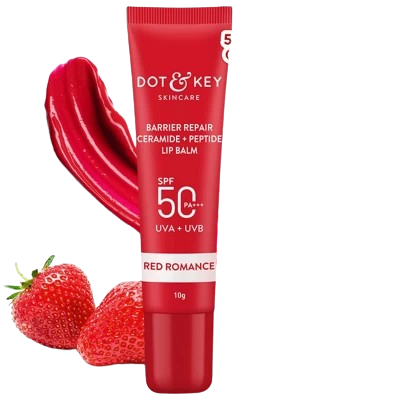 DOT & KEY
SKINCARE
BARRIER REPAIR
CERAMIDE + PEPTIDE
LIP BALM
SPF
50
PA+++
UVA + UVB
RED ROMANCE
10g